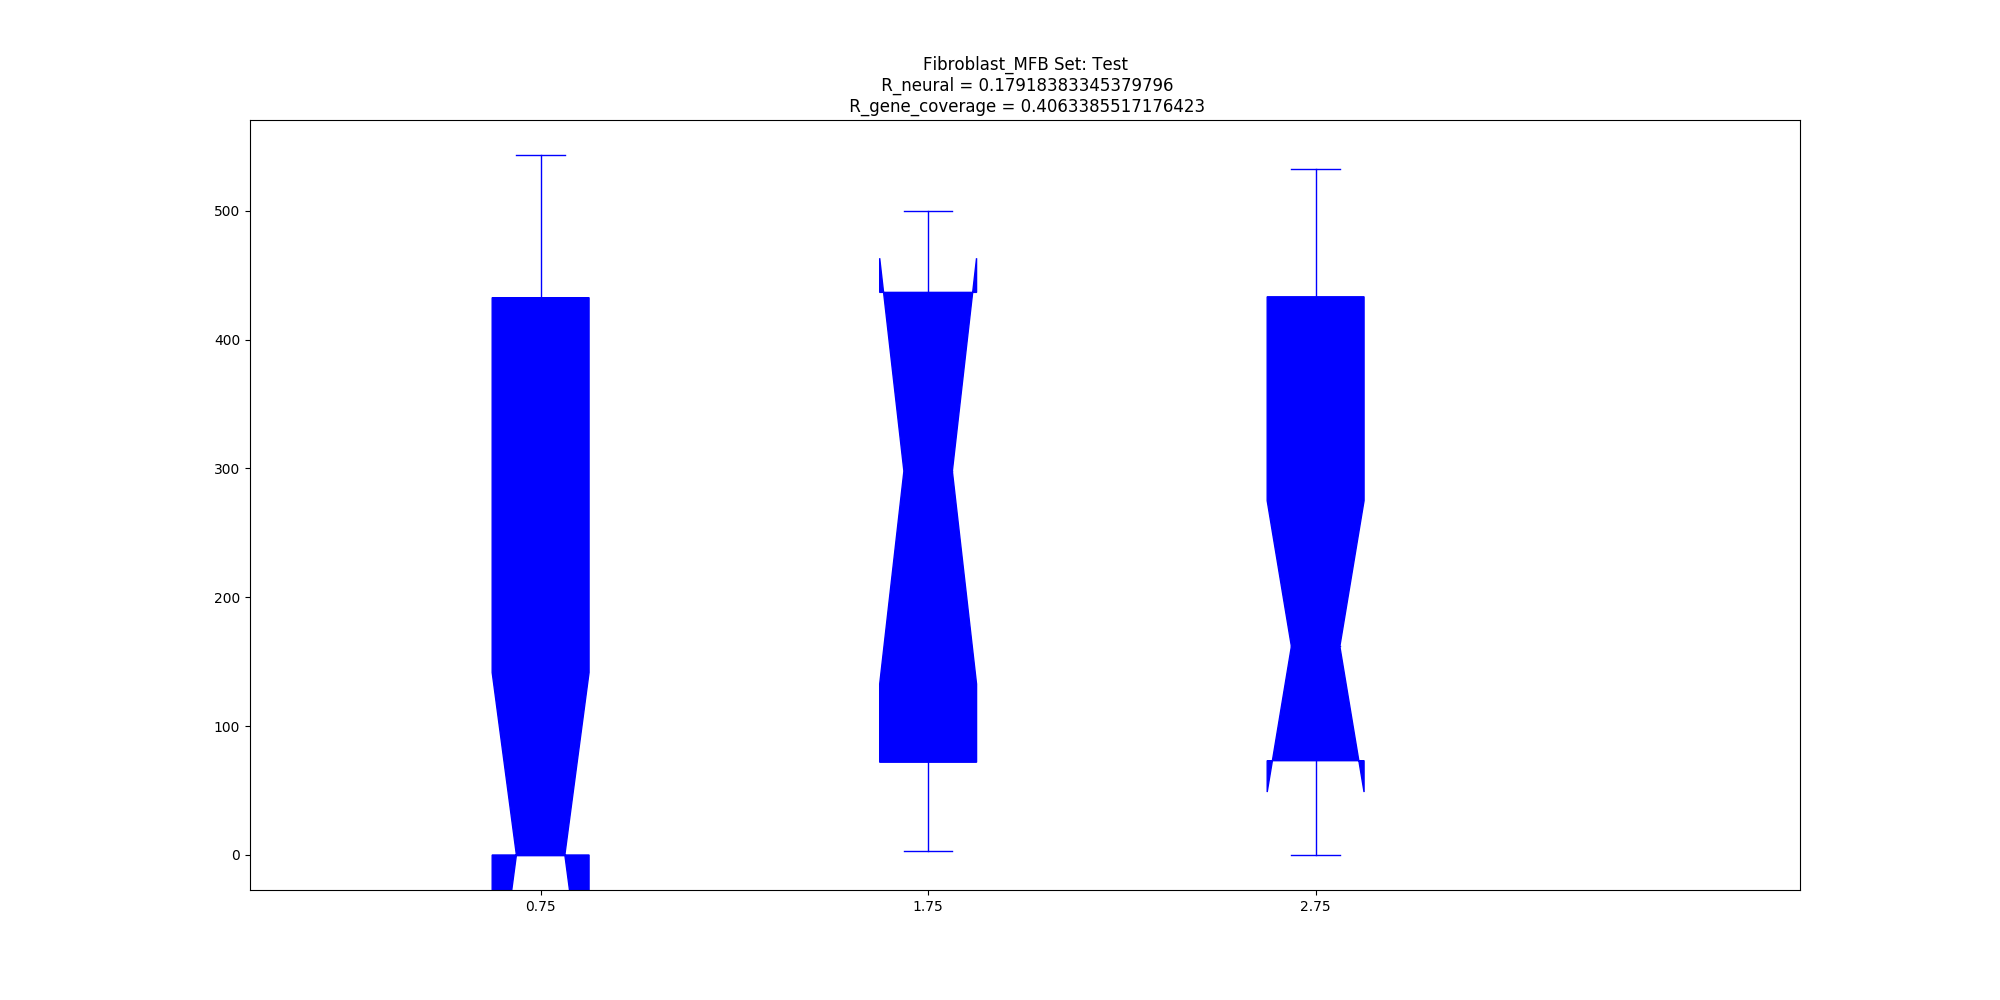 Fibroblast_MFB Set: Test
R_neural = 0.17918383345379796
R_gene_coverage = 0.4063385517176423
500
400
300
200
100
0
0.75 1.75 2.75